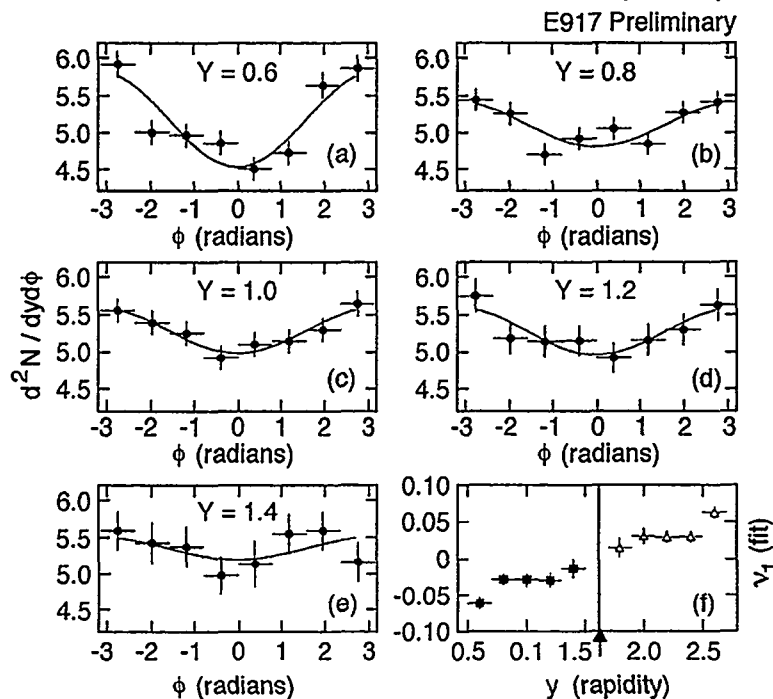 E917 Preliminary
6.0
5.5
5.0
4.5
Y = 0.6
(a)
-3 -2 -1 0 1 2 3
φ (radians)
6.0
5.5
5.0
4.5
Y = 0.8
(b)
-3 -2 -1 0 1 2 3
φ (radians)
d²N / dydφ
6.0
5.5
5.0
4.5
Y = 1.0
(c)
-3 -2 -1 0 1 2 3
φ (radians)
6.0
5.5
5.0
4.5
Y = 1.2
(d)
-3 -2 -1 0 1 2 3
φ (radians)
6.0
5.5
5.0
4.5
Y = 1.4
(e)
-3 -2 -1 0 1 2 3
φ (radians)
0.10
0.05
0
-0.05
-0.10
ν₁ (fit)
(f)
0.5 1.0 1.5 2.0 2.5
y (rapidity)